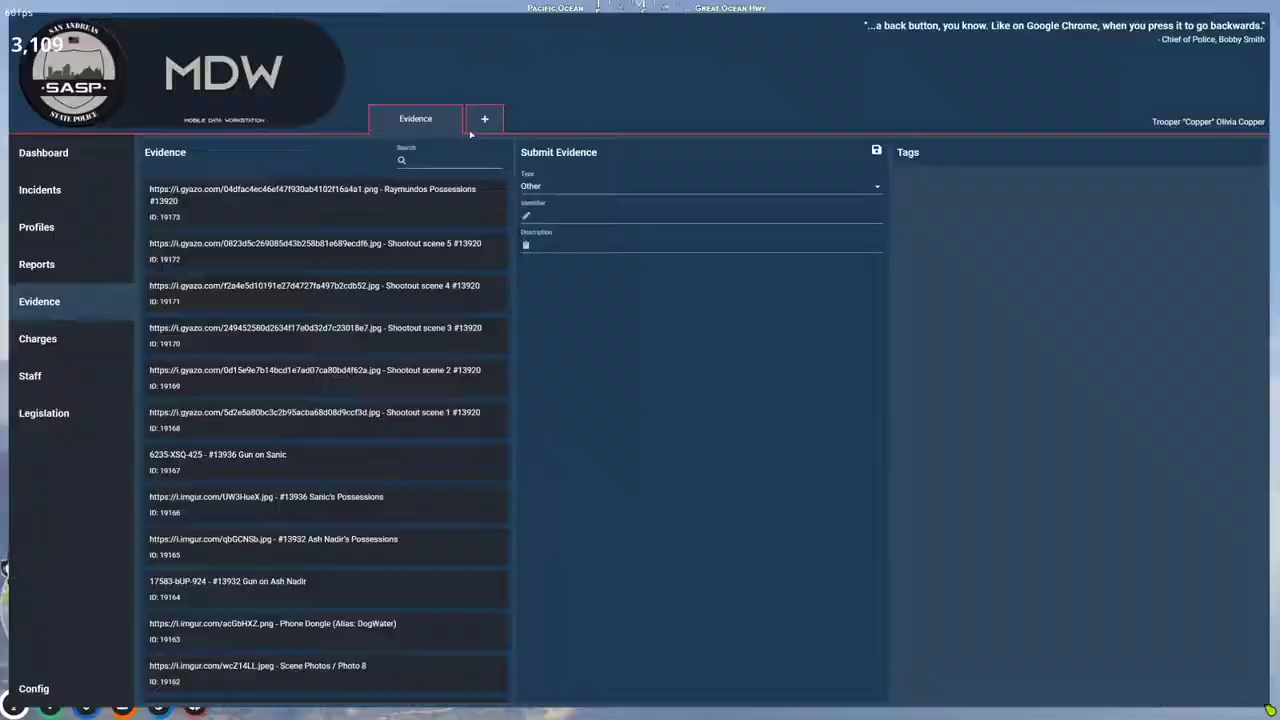 60fps
PACIFIC OCEAN
GREAT OCEAN HWY
3,109
SAN ANDREAS
SASP
STATE POLICE
MDW
MOBILE DATA WORKSTATION
"...a back button, you know. Like on Google Chrome, when you press it to go backwards."
- Chief of Police, Bobby Smith
Evidence
+
Trooper "Copper" Olivia Copper
Dashboard
Incidents
Profiles
Reports
Evidence
Charges
Staff
Legislation
Config
Evidence
Search
https://i.gyazo.com/04dfac4ec46ef47f930ab4102f16a4a1.png - Raymundos Possessions
#13920
ID: 19173
https://i.gyazo.com/0823d5c269085d43b258b81e689ecdf6.jpg - Shootout scene 5 #13920
ID: 19172
https://i.gyazo.com/f2a4e5d10191e27d4727fa497b2cdb52.jpg - Shootout scene 4 #13920
ID: 19171
https://i.gyazo.com/249452580d2634f17e0d32d7c23018e7.jpg - Shootout scene 3 #13920
ID: 19170
https://i.gyazo.com/0d15e9e7b14bcd1e7ad07ca80bd4f62a.jpg - Shootout scene 2 #13920
ID: 19169
https://i.gyazo.com/5d2e5a80bc3c2b95acba68d08d9ccf3d.jpg - Shootout scene 1 #13920
ID: 19168
6235-XSQ-425 - #13936 Gun on Sanic
ID: 19167
https://i.imgur.com/UW3HueX.jpg - #13936 Sanic's Possessions
ID: 19166
https://i.imgur.com/qbGCNSb.jpg - #13932 Ash Nadir's Possessions
ID: 19165
17583-bUP-924 - #13932 Gun on Ash Nadir
ID: 19164
https://i.imgur.com/acGbHXZ.png - Phone Dongle (Alias: DogWater)
ID: 19163
https://i.imgur.com/wcZ14LL.jpeg - Scene Photos / Photo 8
ID: 19162
Submit Evidence
Type
Other
Identifier
Description
Tags